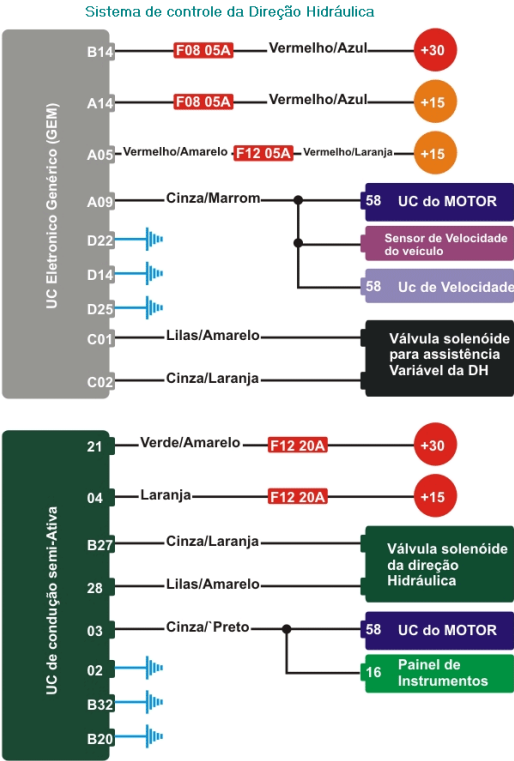 Sistema de controle da Direção Hidráulica
UC Eletronico Genérico (GEM)
B14 Vermelho/Azul F08 05A +30
A14 Vermelho/Azul F08 05A +15
A05 Vermelho/Amarelo F12 05A Vermelho/Laranja +15
A09 Cinza/Marrom 58 UC do MOTOR
D22
Sensor de Velocidade
do veículo
D14
58 Uc de Velocidade
D25
C01 Lilas/Amarelo
Válvula solenóide
para assistência
Variável da DH
C02 Cinza/Laranja
UC de condução semi-Ativa
21 Verde/Amarelo F12 20A +30
04 Laranja F12 20A +15
B27 Cinza/Laranja
Válvula solenóide
da direção
Hidráulica
28 Lilas/Amarelo
03 Cinza/`Preto 58 UC do MOTOR
02
16 Painel de
Instrumentos
B32
B20